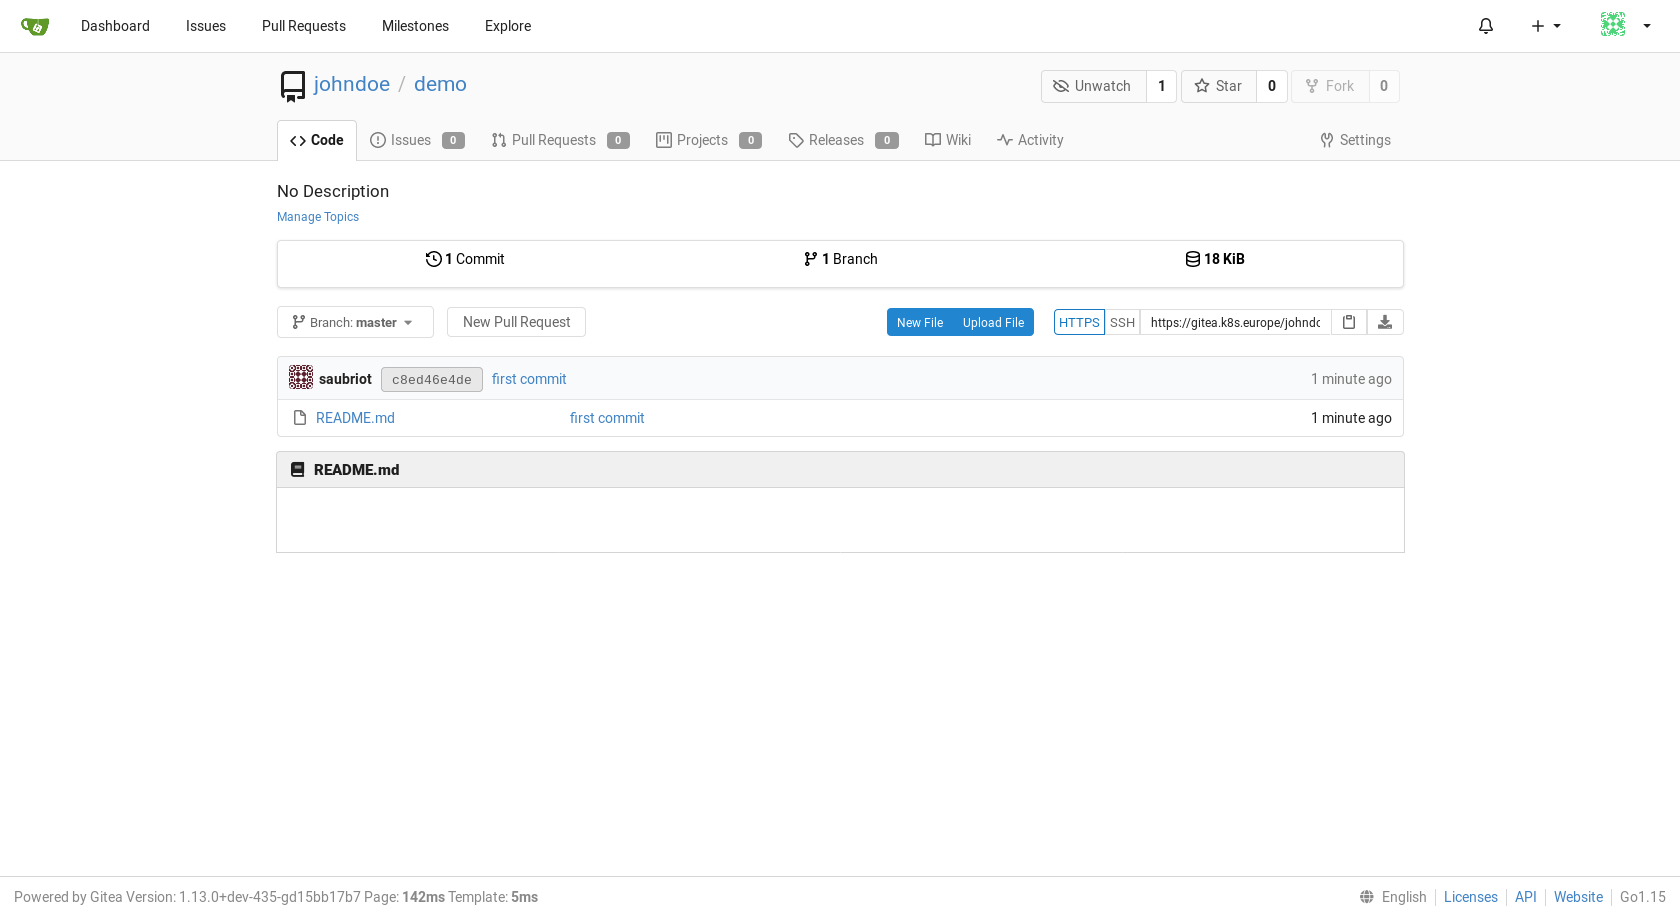 Dashboard Issues Pull Requests Milestones Explore
johndoe / demo
Unwatch 1 Star 0 Fork 0
Code Issues 0 Pull Requests 0 Projects 0 Releases 0 Wiki Activity Settings
No Description
Manage Topics
1 Commit 1 Branch 18 KiB
Branch: master New Pull Request New File Upload File HTTPS SSH https://gitea.k8s.europe/johndo
saubriot c8ed46e4de first commit 1 minute ago
README.md first commit 1 minute ago
README.md
Powered by Gitea Version: 1.13.0+dev-435-gd15bb17b7 Page: 142ms Template: 5ms English Licenses API Website Go1.15